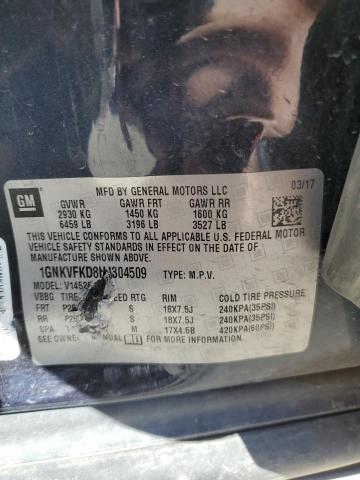 MFD BY GENERAL MOTORS LLC 03/17
GM
GVWR GAWR FRT GAWR RR
2930 KG 1450 KG 1600 KG
6459 LB 3196 LB 3527 LB
THIS VEHICLE CONFORMS TO ALL APPLICABLE U.S. FEDERAL MOTOR
VEHICLE SAFETY STANDARDS IN EFFECT ON THE DATE OF
MANUFACTURE SHOWN ABOVE.
TYPE: M.P.V.
MODEL:
TIRE SPEED RTG RIM COLD TIRE PRESSURE
FRT S 18X7.5J 240KPA(35PSI)
RR S 18X7.5J 240KPA(35PSI)
SPA M 17X4.5B 420KPA(60PSI)
SEE OWNER MANUAL FOR MORE INFORMATION